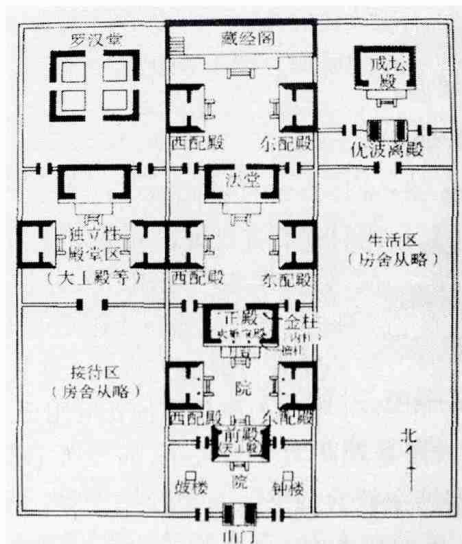 罗汉堂
藏经阁
戒坛
殿
西配殿
东配殿
优波离殿
法堂
独立性
殿堂区
(大王殿等)
西配殿
东配殿
生活区
(房舍从略)
正殿
金柱
(内柱)
檐柱
接待区
(房舍从略)
院
西配殿
东配殿
前殿
天王殿
北
鼓楼
院
钟楼
山门